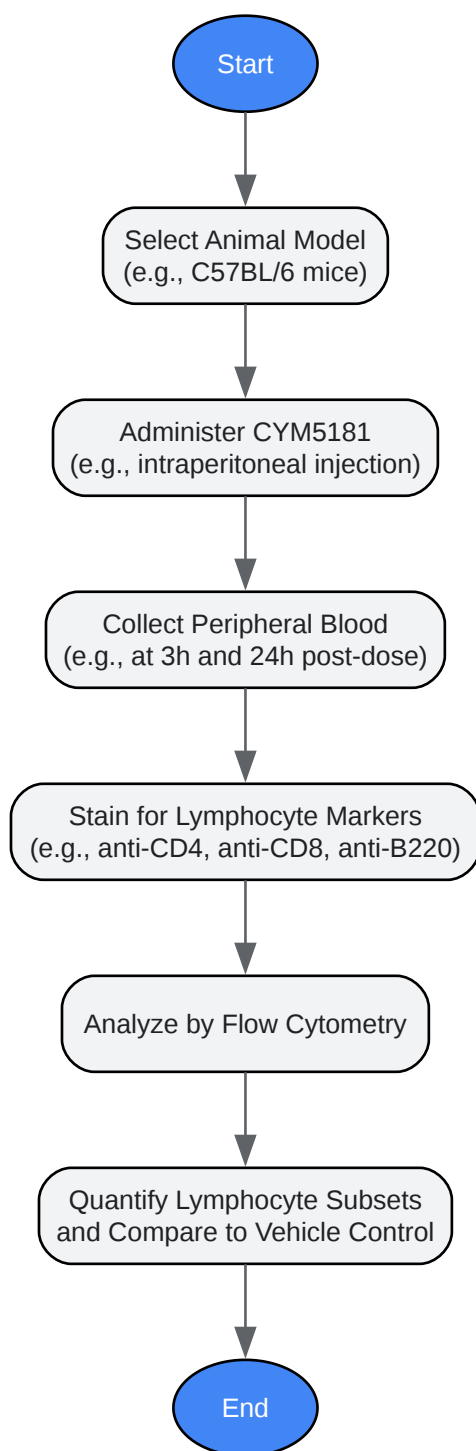 Start
Select Animal Model
(e.g., C57BL/6 mice)
Administer CYM5181
(e.g., intraperitoneal injection)
Collect Peripheral Blood
(e.g., at 3h and 24h post-dose)
Stain for Lymphocyte Markers
(e.g., anti-CD4, anti-CD8, anti-B220)
Analyze by Flow Cytometry
Quantify Lymphocyte Subsets
and Compare to Vehicle Control
End